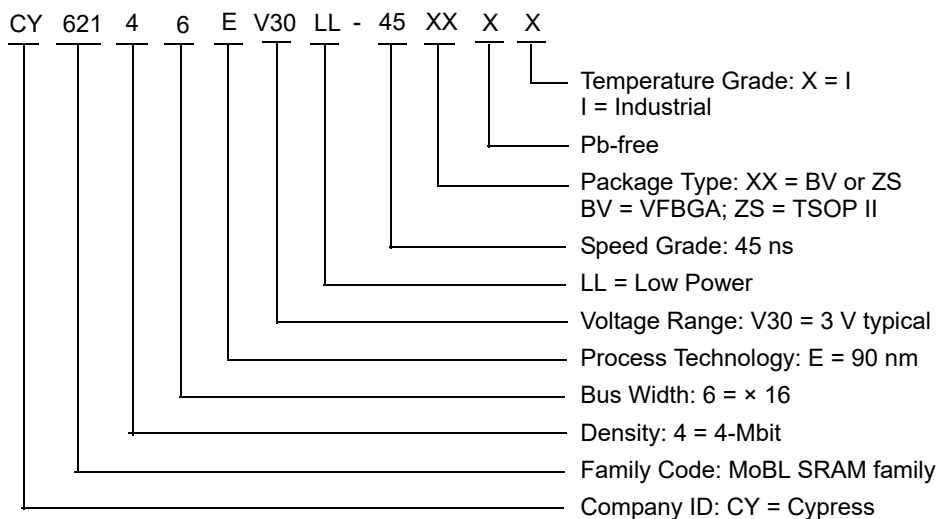 CY 621 4 6 E V30 LL - 45 XX X X
Temperature Grade: X = I
I = Industrial
Pb-free
Package Type: XX = BV or ZS
BV = VFBGA; ZS = TSOP II
Speed Grade: 45 ns
LL = Low Power
Voltage Range: V30 = 3 V typical
Process Technology: E = 90 nm
Bus Width: 6 = × 16
Density: 4 = 4-Mbit
Family Code: MoBL SRAM family
Company ID: CY = Cypress